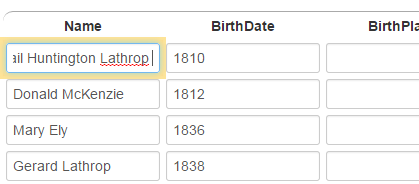 Name BirthDate BirthPla
ail Huntington Lathrop 1810
Donald McKenzie 1812
Mary Ely 1836
Gerard Lathrop 1838